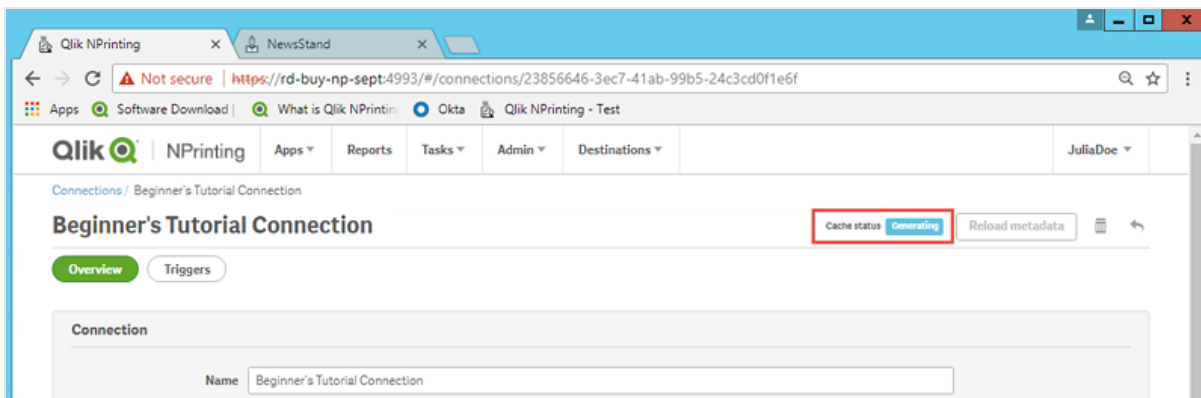 Qlik NPrinting NewsStand
Not secure | https://rd-buy-np-sept:4993/#/connections/23856646-3ec7-41ab-99b5-24c3cd0f1e6f
Apps Software Download | What is Qlik NPrinting Okta Qlik NPrinting - Test
Qlik NPrinting Apps Reports Tasks Admin Destinations JuliaDoe
Connections / Beginner's Tutorial Connection
Beginner's Tutorial Connection Cache status Generating Reload metadata
Overview Triggers
Connection
Name Beginner's Tutorial Connection